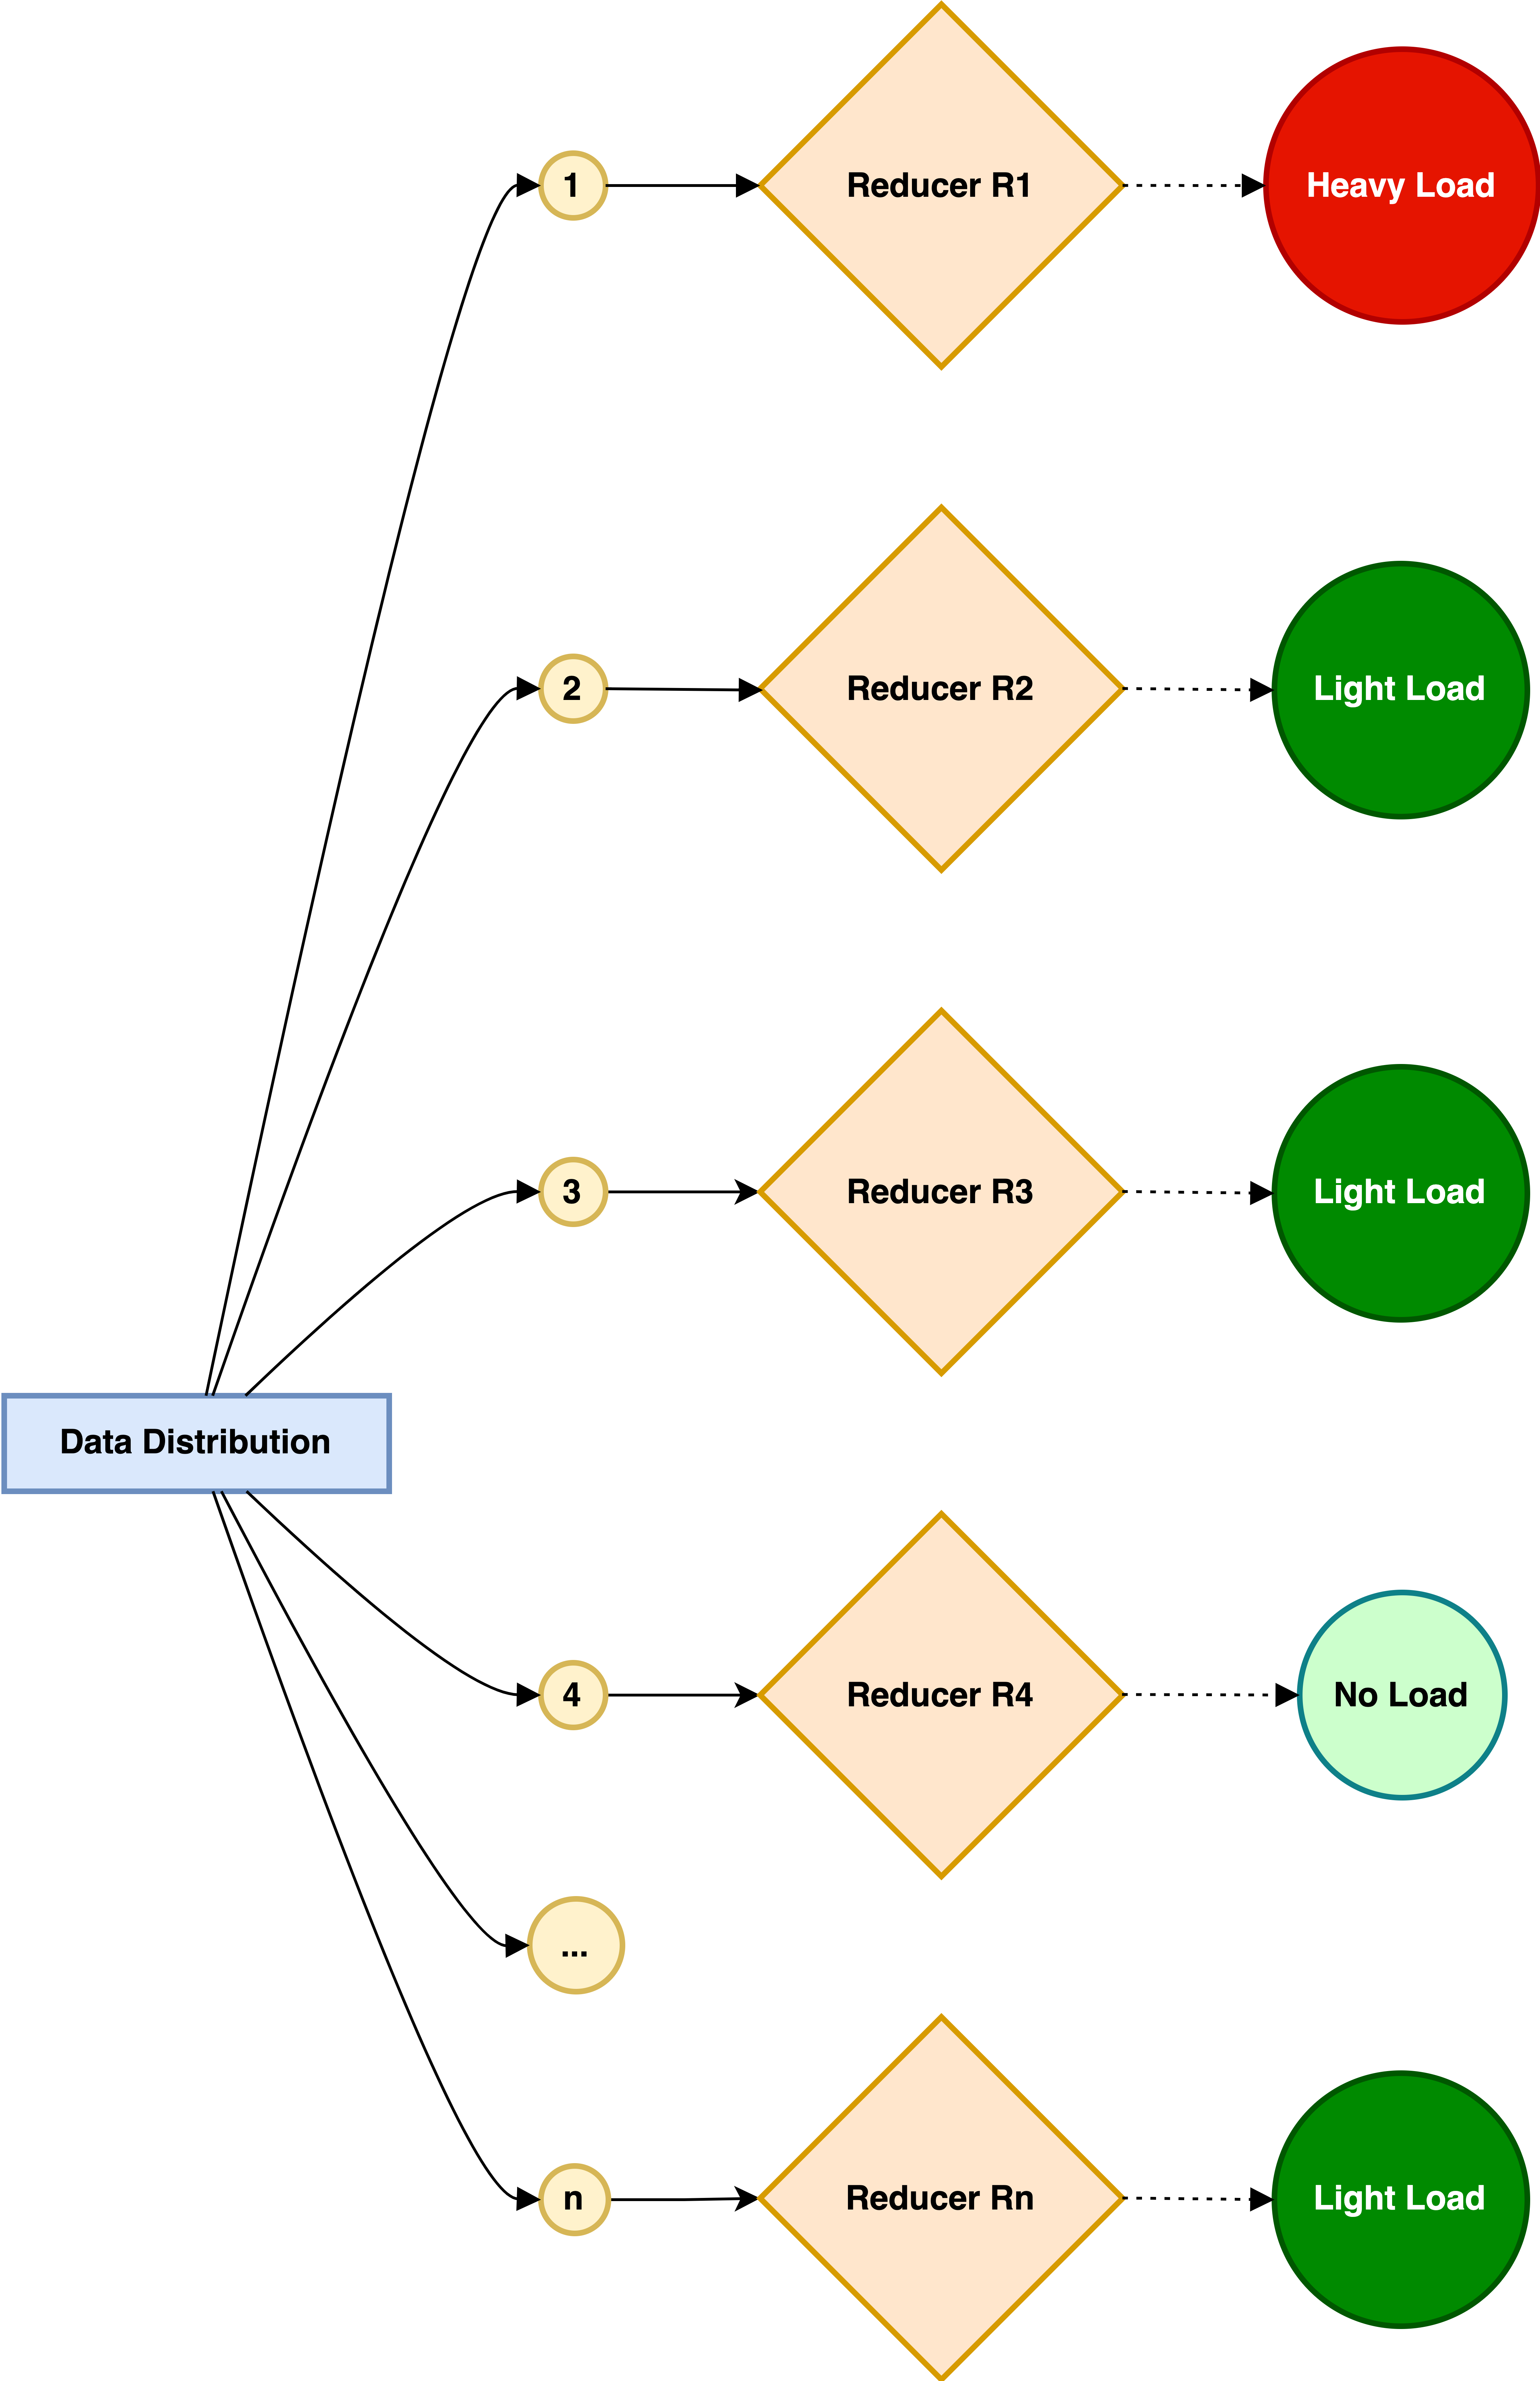 1
Reducer R1
Heavy Load
2
Reducer R2
Light Load
3
Reducer R3
Light Load
Data Distribution
4
Reducer R4
No Load
...
n
Reducer Rn
Light Load